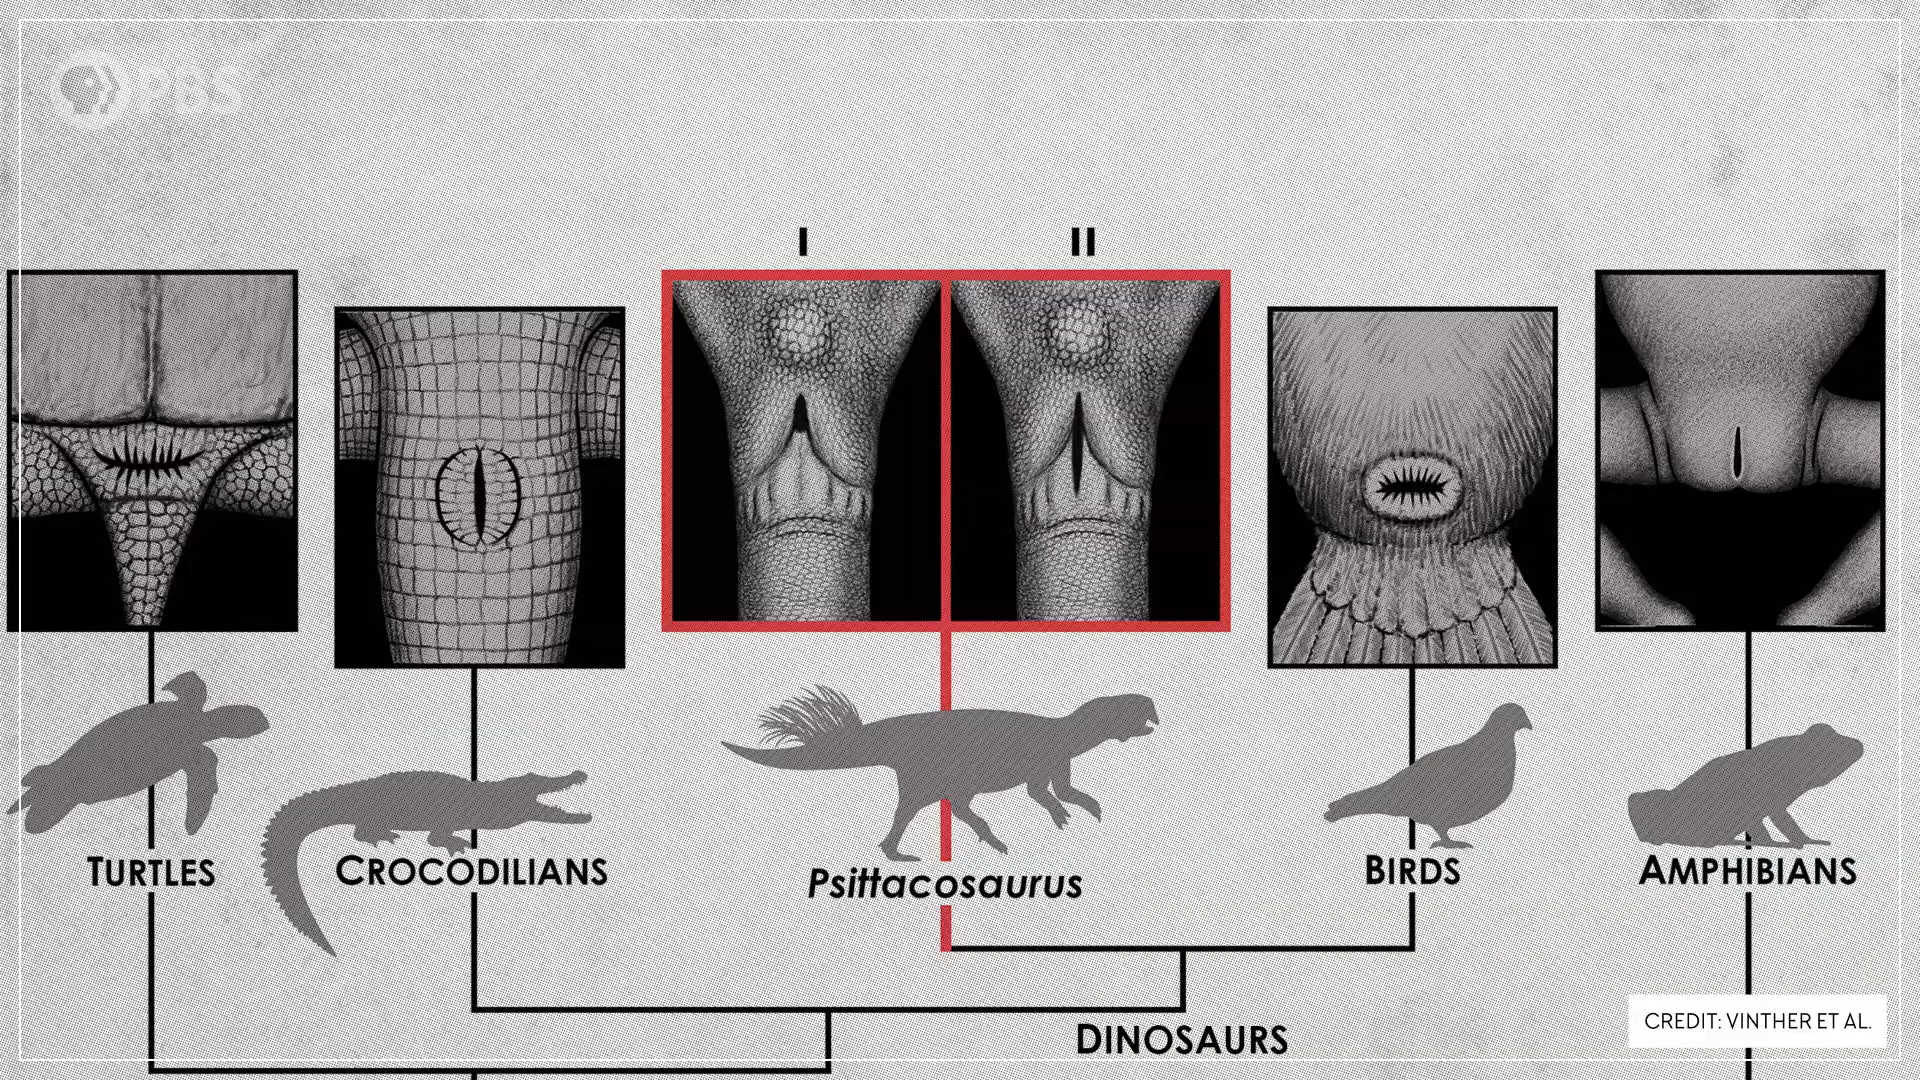 PBS
I
II
TURTLES
CROCODILIANS
Psittacosaurus
BIRDS
AMPHIBIANS
CREDIT: VINTHER ET AL.
DINOSAURS